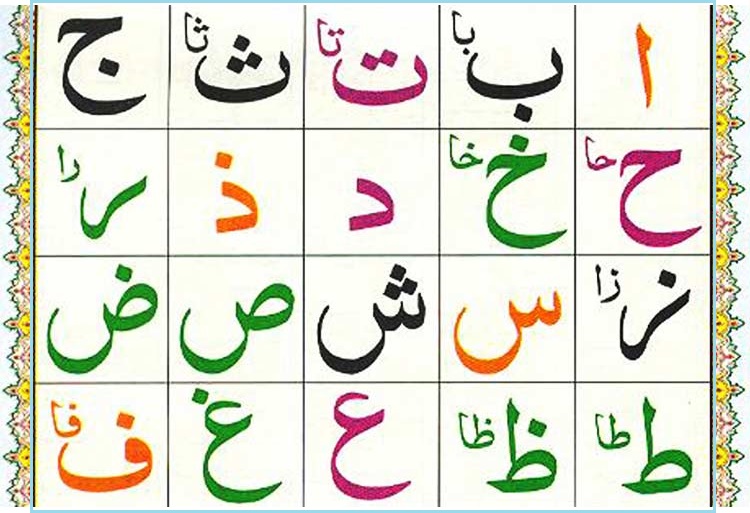 ا ب با ت تا ث ثا ج
ح حا خ خا د ذ ر را
ز زا س ش ص ض
ط طا ظ ظا ع غ ف فا